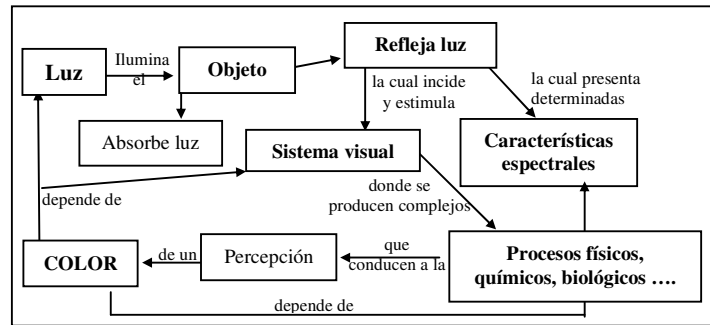 Luz
Ilumina
el
Objeto
Refleja luz
la cual incide
y estimula
la cual presenta
determinadas
Absorbe luz
Sistema visual
Características
espectrales
depende de
donde se
producen complejos
COLOR
de un
Percepción
que
conducen a la
Procesos físicos,
químicos, biológicos ….
depende de